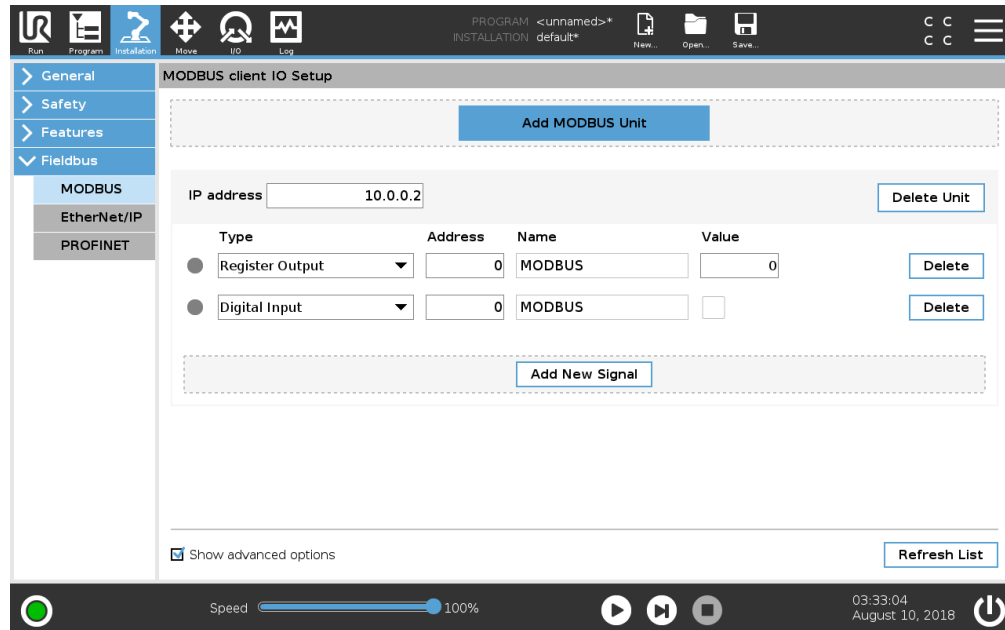 UR
PROGRAM <unnamed>*
INSTALLATION default*
C C
C C
Run Program Installation Move I/O Log New... Open... Save...
General
Safety
Features
Fieldbus
MODBUS
EtherNet/IP
PROFINET
MODBUS client IO Setup
Add MODBUS Unit
IP address 10.0.0.2 Delete Unit
Type Address Name Value
Register Output 0 MODBUS 0 Delete
Digital Input 0 MODBUS Delete
Add New Signal
Show advanced options Refresh List
Speed 100%
03:33:04
August 10, 2018